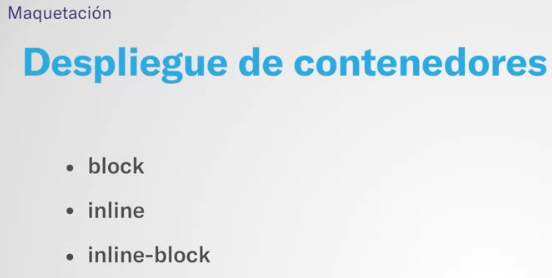 Maquetación
Despliegue de contenedores
• block
• inline
• inline-block